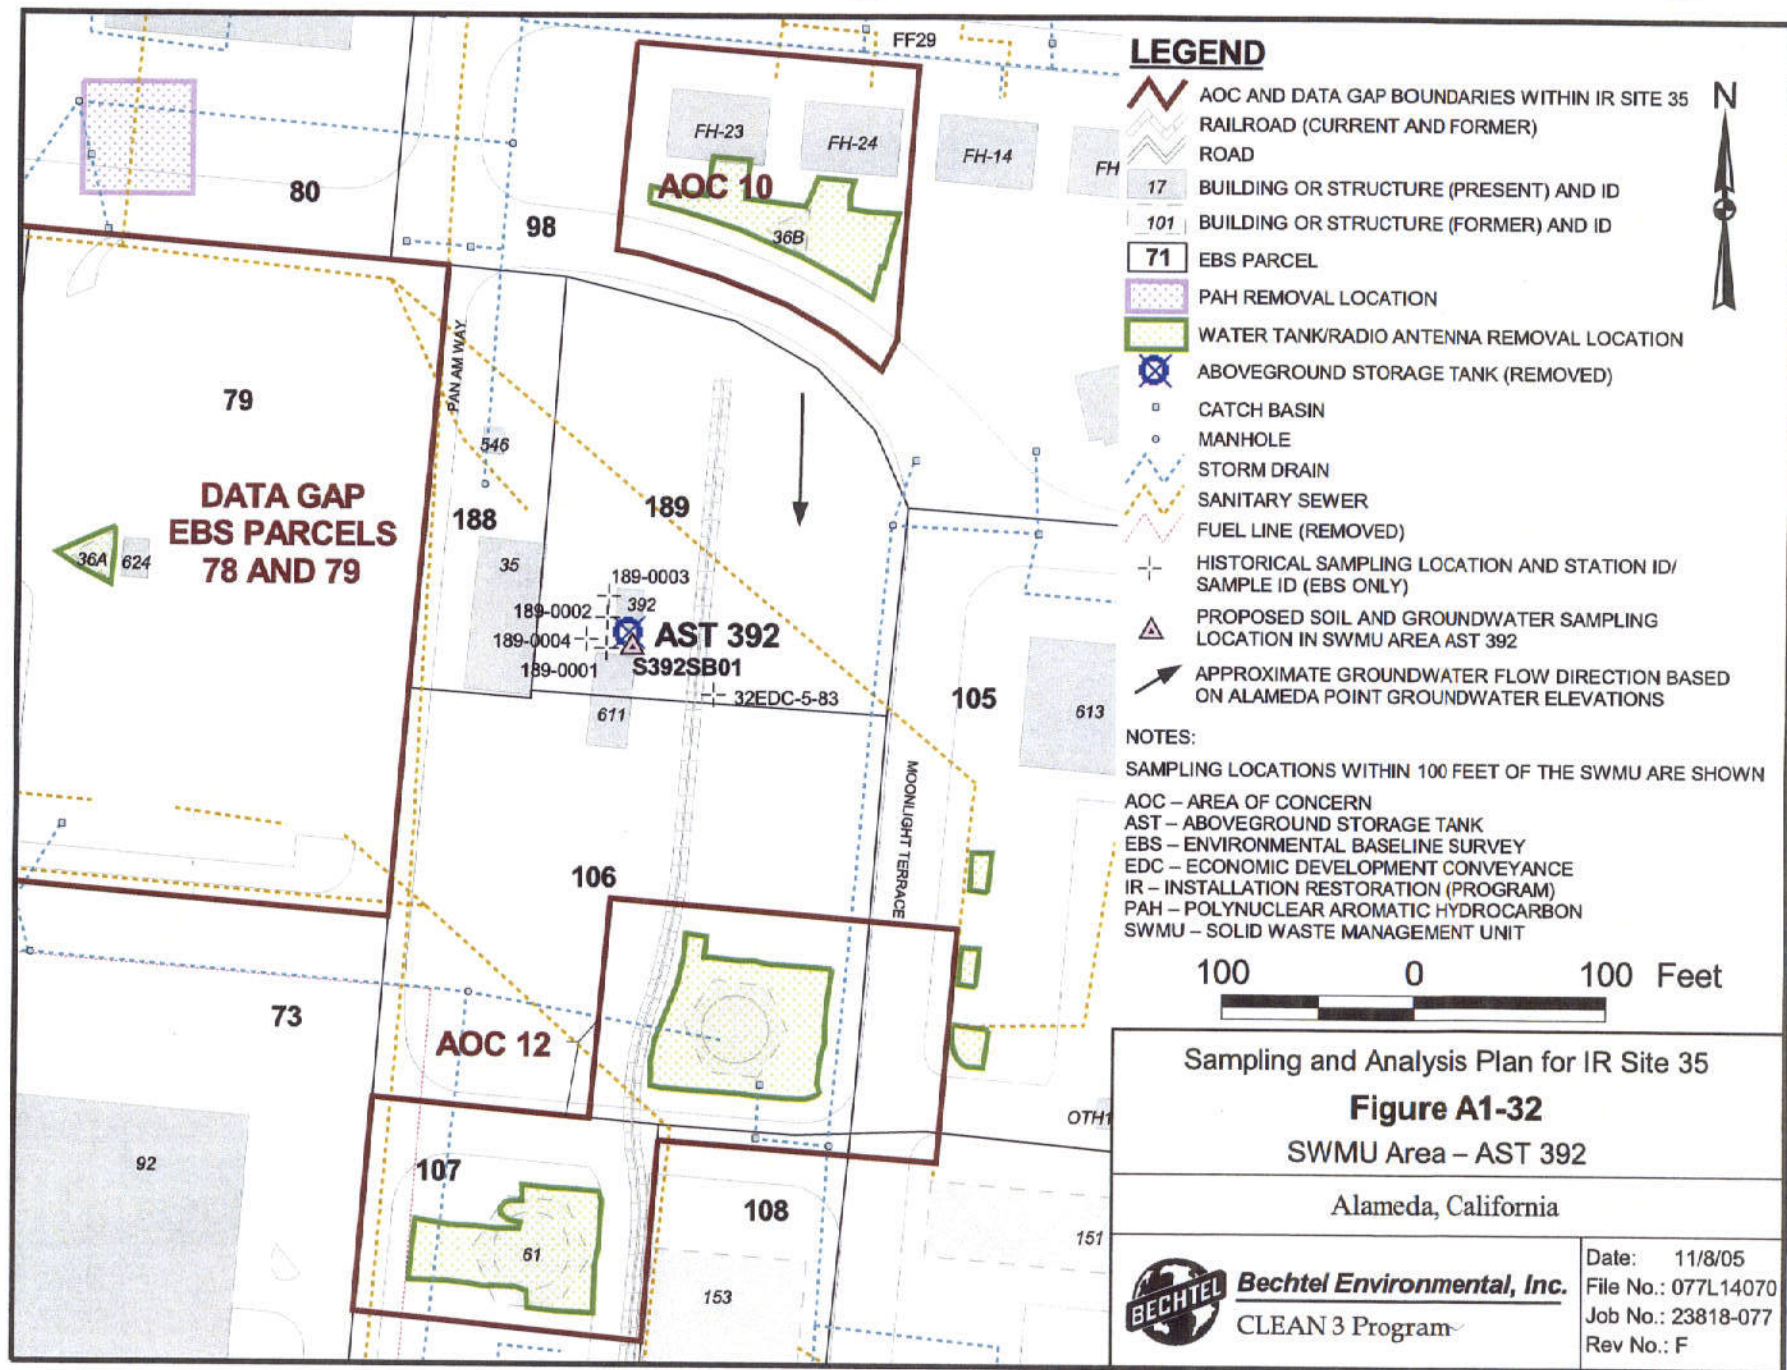 FF29
FH-23
FH-24
FH-14
FH
AOC 10
36B
80
98
PAN AM WAY
79
DATA GAP
EBS PARCELS
78 AND 79
36A
624
546
188
189
35
189-0003
392
189-0002
189-0004
AST 392
189-0001
S392SB01
32EDC-5-83
611
105
613
MOONLIGHT TERRACE
106
73
AOC 12
92
107
108
61
153
151
OTH1
LEGEND
AOC AND DATA GAP BOUNDARIES WITHIN IR SITE 35
RAILROAD (CURRENT AND FORMER)
ROAD
17 BUILDING OR STRUCTURE (PRESENT) AND ID
101 BUILDING OR STRUCTURE (FORMER) AND ID
71 EBS PARCEL
PAH REMOVAL LOCATION
WATER TANK/RADIO ANTENNA REMOVAL LOCATION
ABOVEGROUND STORAGE TANK (REMOVED)
CATCH BASIN
MANHOLE
STORM DRAIN
SANITARY SEWER
FUEL LINE (REMOVED)
HISTORICAL SAMPLING LOCATION AND STATION ID/
SAMPLE ID (EBS ONLY)
PROPOSED SOIL AND GROUNDWATER SAMPLING
LOCATION IN SWMU AREA AST 392
APPROXIMATE GROUNDWATER FLOW DIRECTION BASED
ON ALAMEDA POINT GROUNDWATER ELEVATIONS
N
NOTES:
SAMPLING LOCATIONS WITHIN 100 FEET OF THE SWMU ARE SHOWN
AOC – AREA OF CONCERN
AST – ABOVEGROUND STORAGE TANK
EBS – ENVIRONMENTAL BASELINE SURVEY
EDC – ECONOMIC DEVELOPMENT CONVEYANCE
IR – INSTALLATION RESTORATION (PROGRAM)
PAH – POLYNUCLEAR AROMATIC HYDROCARBON
SWMU – SOLID WASTE MANAGEMENT UNIT
100 0 100 Feet
Sampling and Analysis Plan for IR Site 35
Figure A1-32
SWMU Area – AST 392
Alameda, California
BECHTEL
Bechtel Environmental, Inc.
CLEAN 3 Program
Date: 11/8/05
File No.: 077L14070
Job No.: 23818-077
Rev No.: F